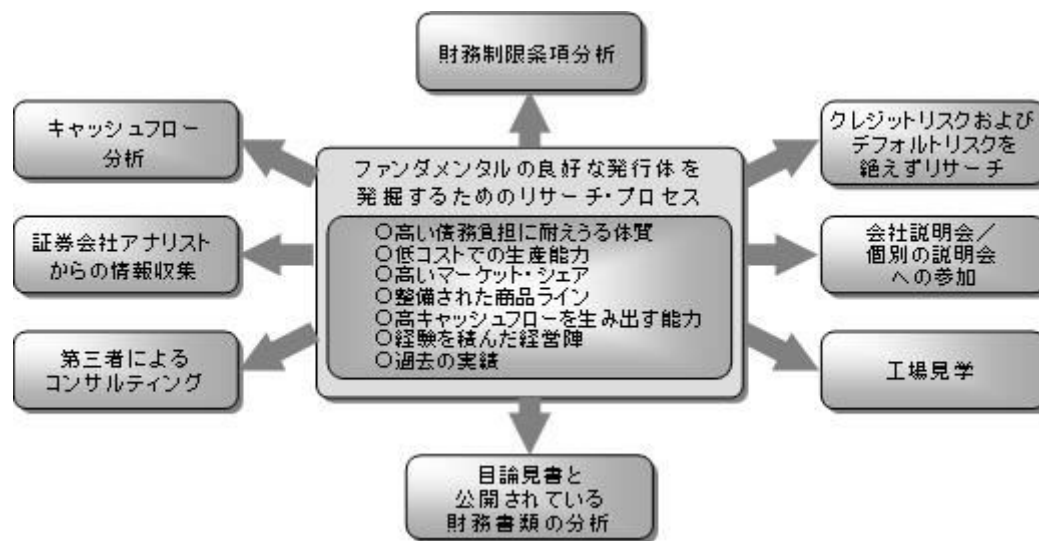 財務制限条項分析
キャッシュフロー
分析
クレジットリスクおよび
デフォルトリスクを
絶えずリサーチ
ファンダメンタルの良好な発行体を
発掘するためのリサーチ・プロセス
○高い債務負担に耐えうる体質
○低コストでの生産能力
○高いマーケット・シェア
○整備された商品ライン
○高キャッシュフローを生み出す能力
○経験を積んだ経営陣
○過去の実績
証券会社アナリスト
からの情報収集
会社説明会／
個別の説明会
への参加
第三者による
コンサルティング
工場見学
目論見書と
公開されている
財務書類の分析